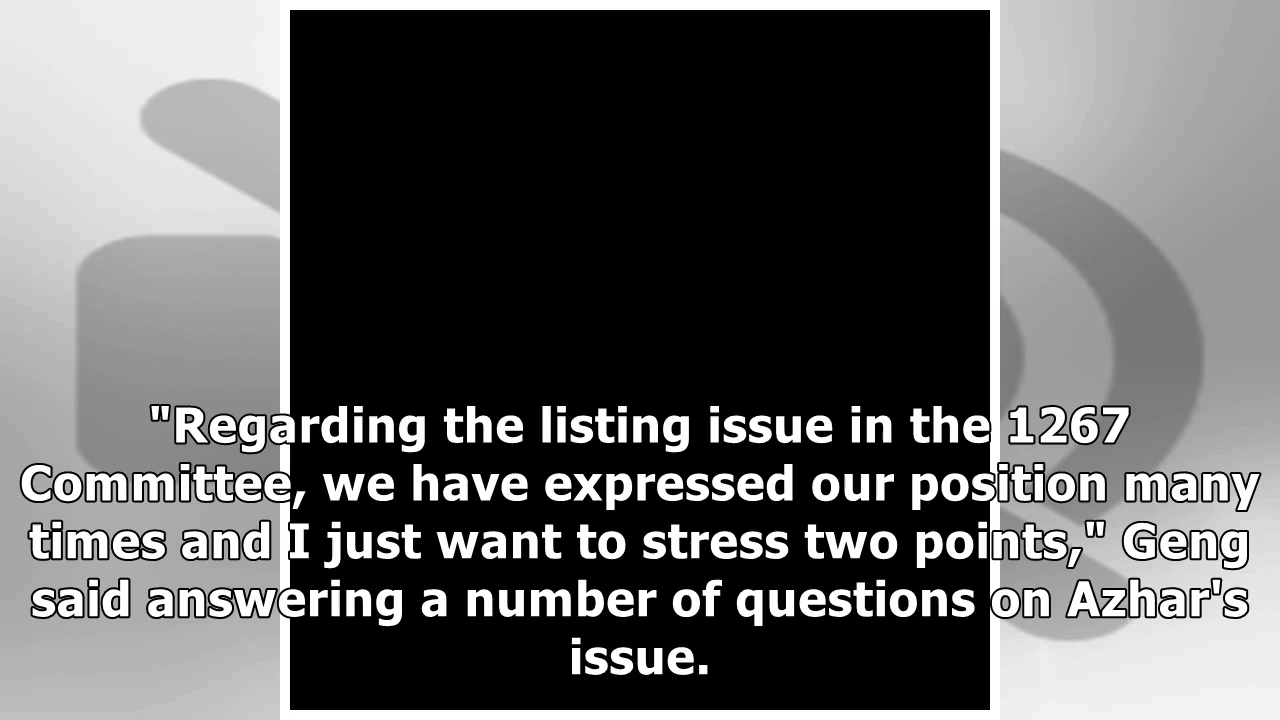 "Regarding the listing issue in the 1267
Committee, we have expressed our position many
times and I just want to stress two points," Geng
said answering a number of questions on Azhar's
issue.